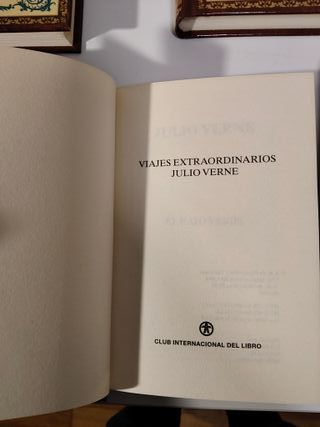 VIAJES EXTRAORDINARIOS
JULIO VERNE
CLUB INTERNACIONAL DEL LIBRO